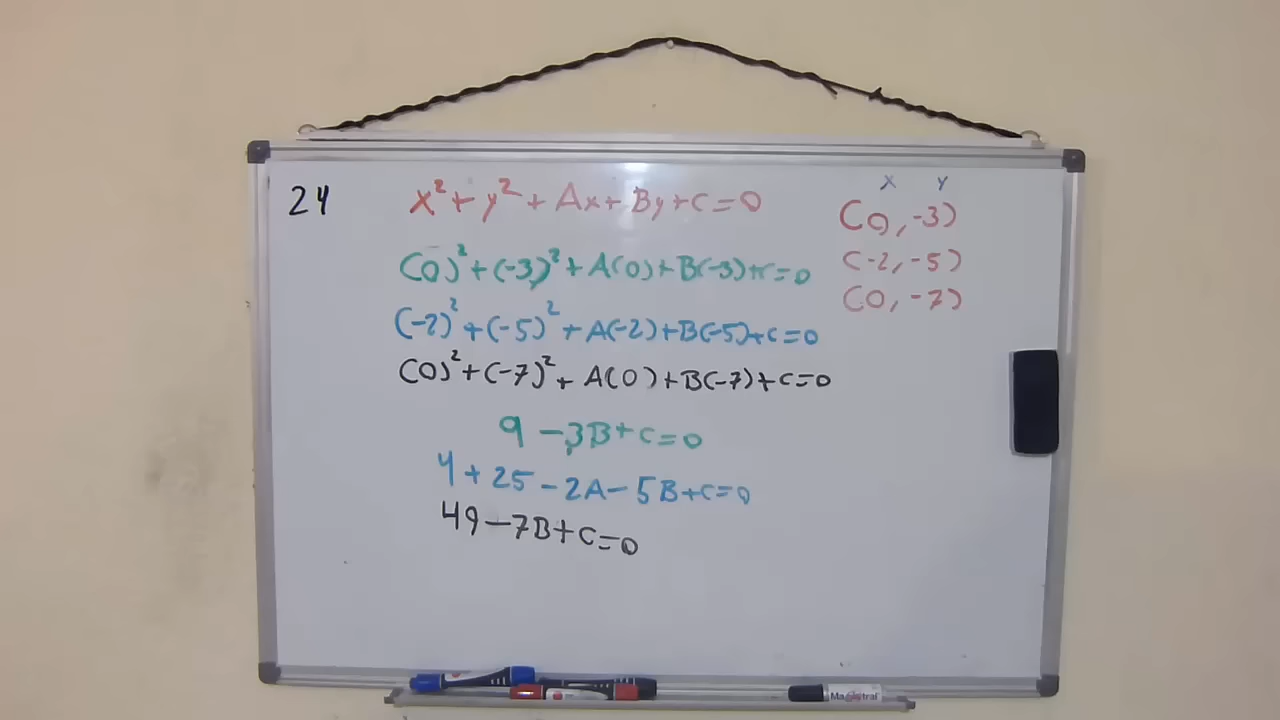 24
x² + y² + Ax + By + C = 0
(0)² + (-3)² + A(0) + B(-3) + C = 0
(-2)² + (-5)² + A(-2) + B(-5) + C = 0
(0)² + (-7)² + A(0) + B(-7) + C = 0
9 - 3B + C = 0
4 + 25 - 2A - 5B + C = 0
49 - 7B + C = 0
x y
(0, -3)
(-2, -5)
(0, -7)
Magistral